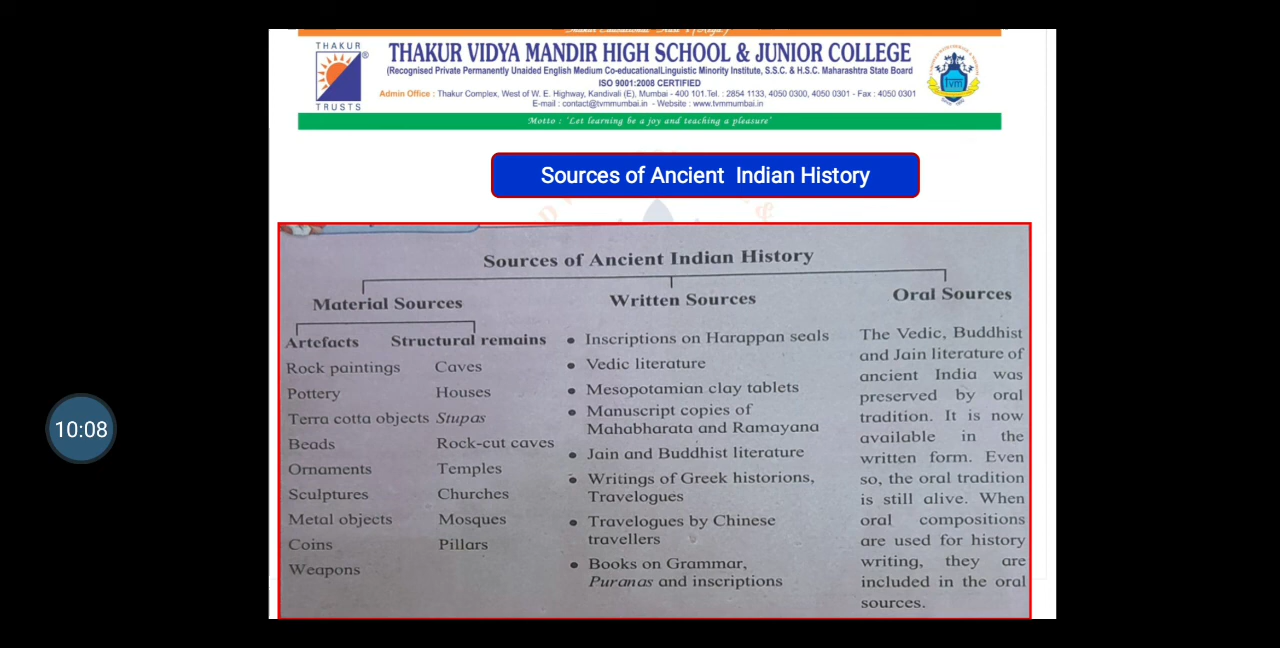 Thakur Educational Trust's (Regd.)
THAKUR
TRUSTS
®
THAKUR VIDYA MANDIR HIGH SCHOOL & JUNIOR COLLEGE
(Recognised Private Permanently Unaided English Medium Co-educationalLinguistic Minority Institute, S.S.C. & H.S.C. Maharashtra State Board
ISO 9001:2008 CERTIFIED
Admin Office : Thakur Complex, West of W. E. Highway, Kandivali (E), Mumbai - 400 101.Tel. : 2854 1133, 4050 0300, 4050 0301 - Fax : 4050 0301
E-mail : contact@tvmmumbai.in - Website : www.tvmmumbai.in
tvm
Motto : "Let learning be a joy and teaching a pleasure"
Sources of Ancient Indian History
10:08
Sources of Ancient Indian History
Material Sources
Artefacts
Rock paintings
Pottery
Terra cotta objects
Beads
Ornaments
Sculptures
Metal objects
Coins
Weapons
Structural remains
Caves
Houses
Stupas
Rock-cut caves
Temples
Churches
Mosques
Pillars
Written Sources
• Inscriptions on Harappan seals
• Vedic literature
• Mesopotamian clay tablets
• Manuscript copies of
Mahabharata and Ramayana
• Jain and Buddhist literature
• Writings of Greek historions,
Travelogues
• Travelogues by Chinese
travellers
• Books on Grammar,
Puranas and inscriptions
Oral Sources
The Vedic, Buddhist
and Jain literature of
ancient India was
preserved by oral
tradition. It is now
available in the
written form. Even
so, the oral tradition
is still alive. When
oral compositions
are used for history
writing, they are
included in the oral
sources.